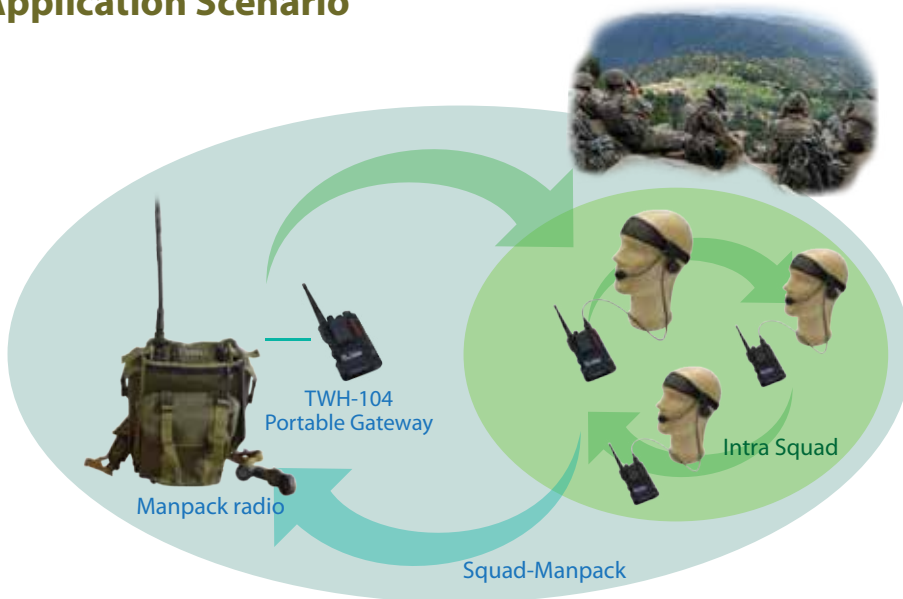 Application Scenario
TWH-104
Portable Gateway
Manpack radio
Intra Squad
Squad-Manpack